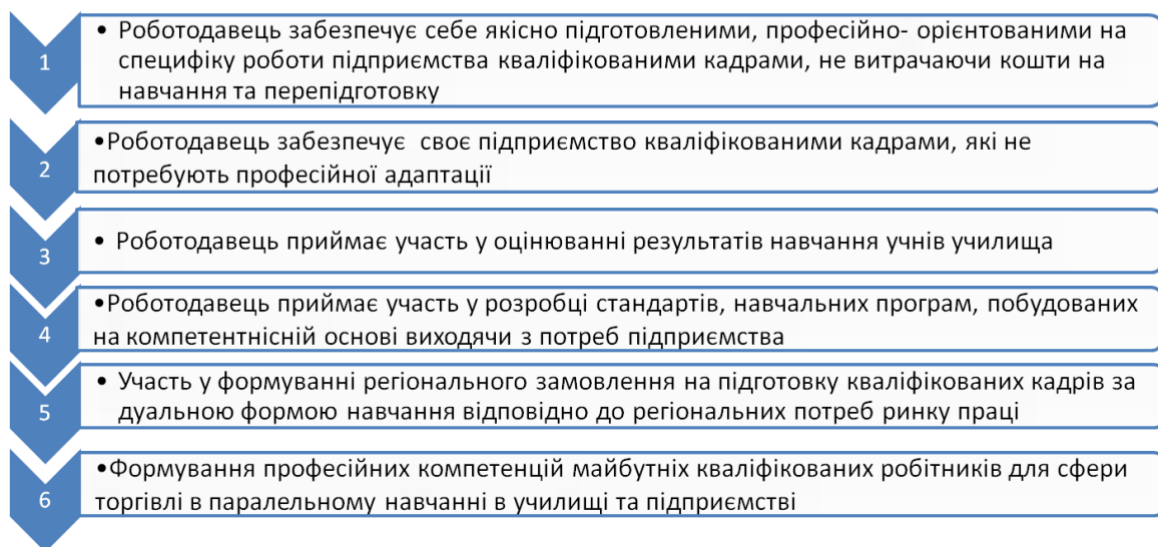 1
• Роботодавець забезпечує себе якісно підготовленими, професійно- орієнтованими на
специфіку роботи підприємства кваліфікованими кадрами, не витрачаючи кошти на
навчання та перепідготовку
2
•Роботодавець забезпечує своє підприємство кваліфікованими кадрами, які не
потребують професійної адаптації
3
• Роботодавець приймає участь у оцінюванні результатів навчання учнів училища
4
•Роботодавець приймає участь у розробці стандартів, навчальних програм, побудованих
на компетентнісній основі виходячи з потреб підприємства
5
• Участь у формуванні регіонального замовлення на підготовку кваліфікованих кадрів за
дуальною формою навчання відповідно до регіональних потреб ринку праці
6
•Формування професійних компетенцій майбутніх кваліфікованих робітників для сфери
торгівлі в паралельному навчанні в училищі та підприємстві